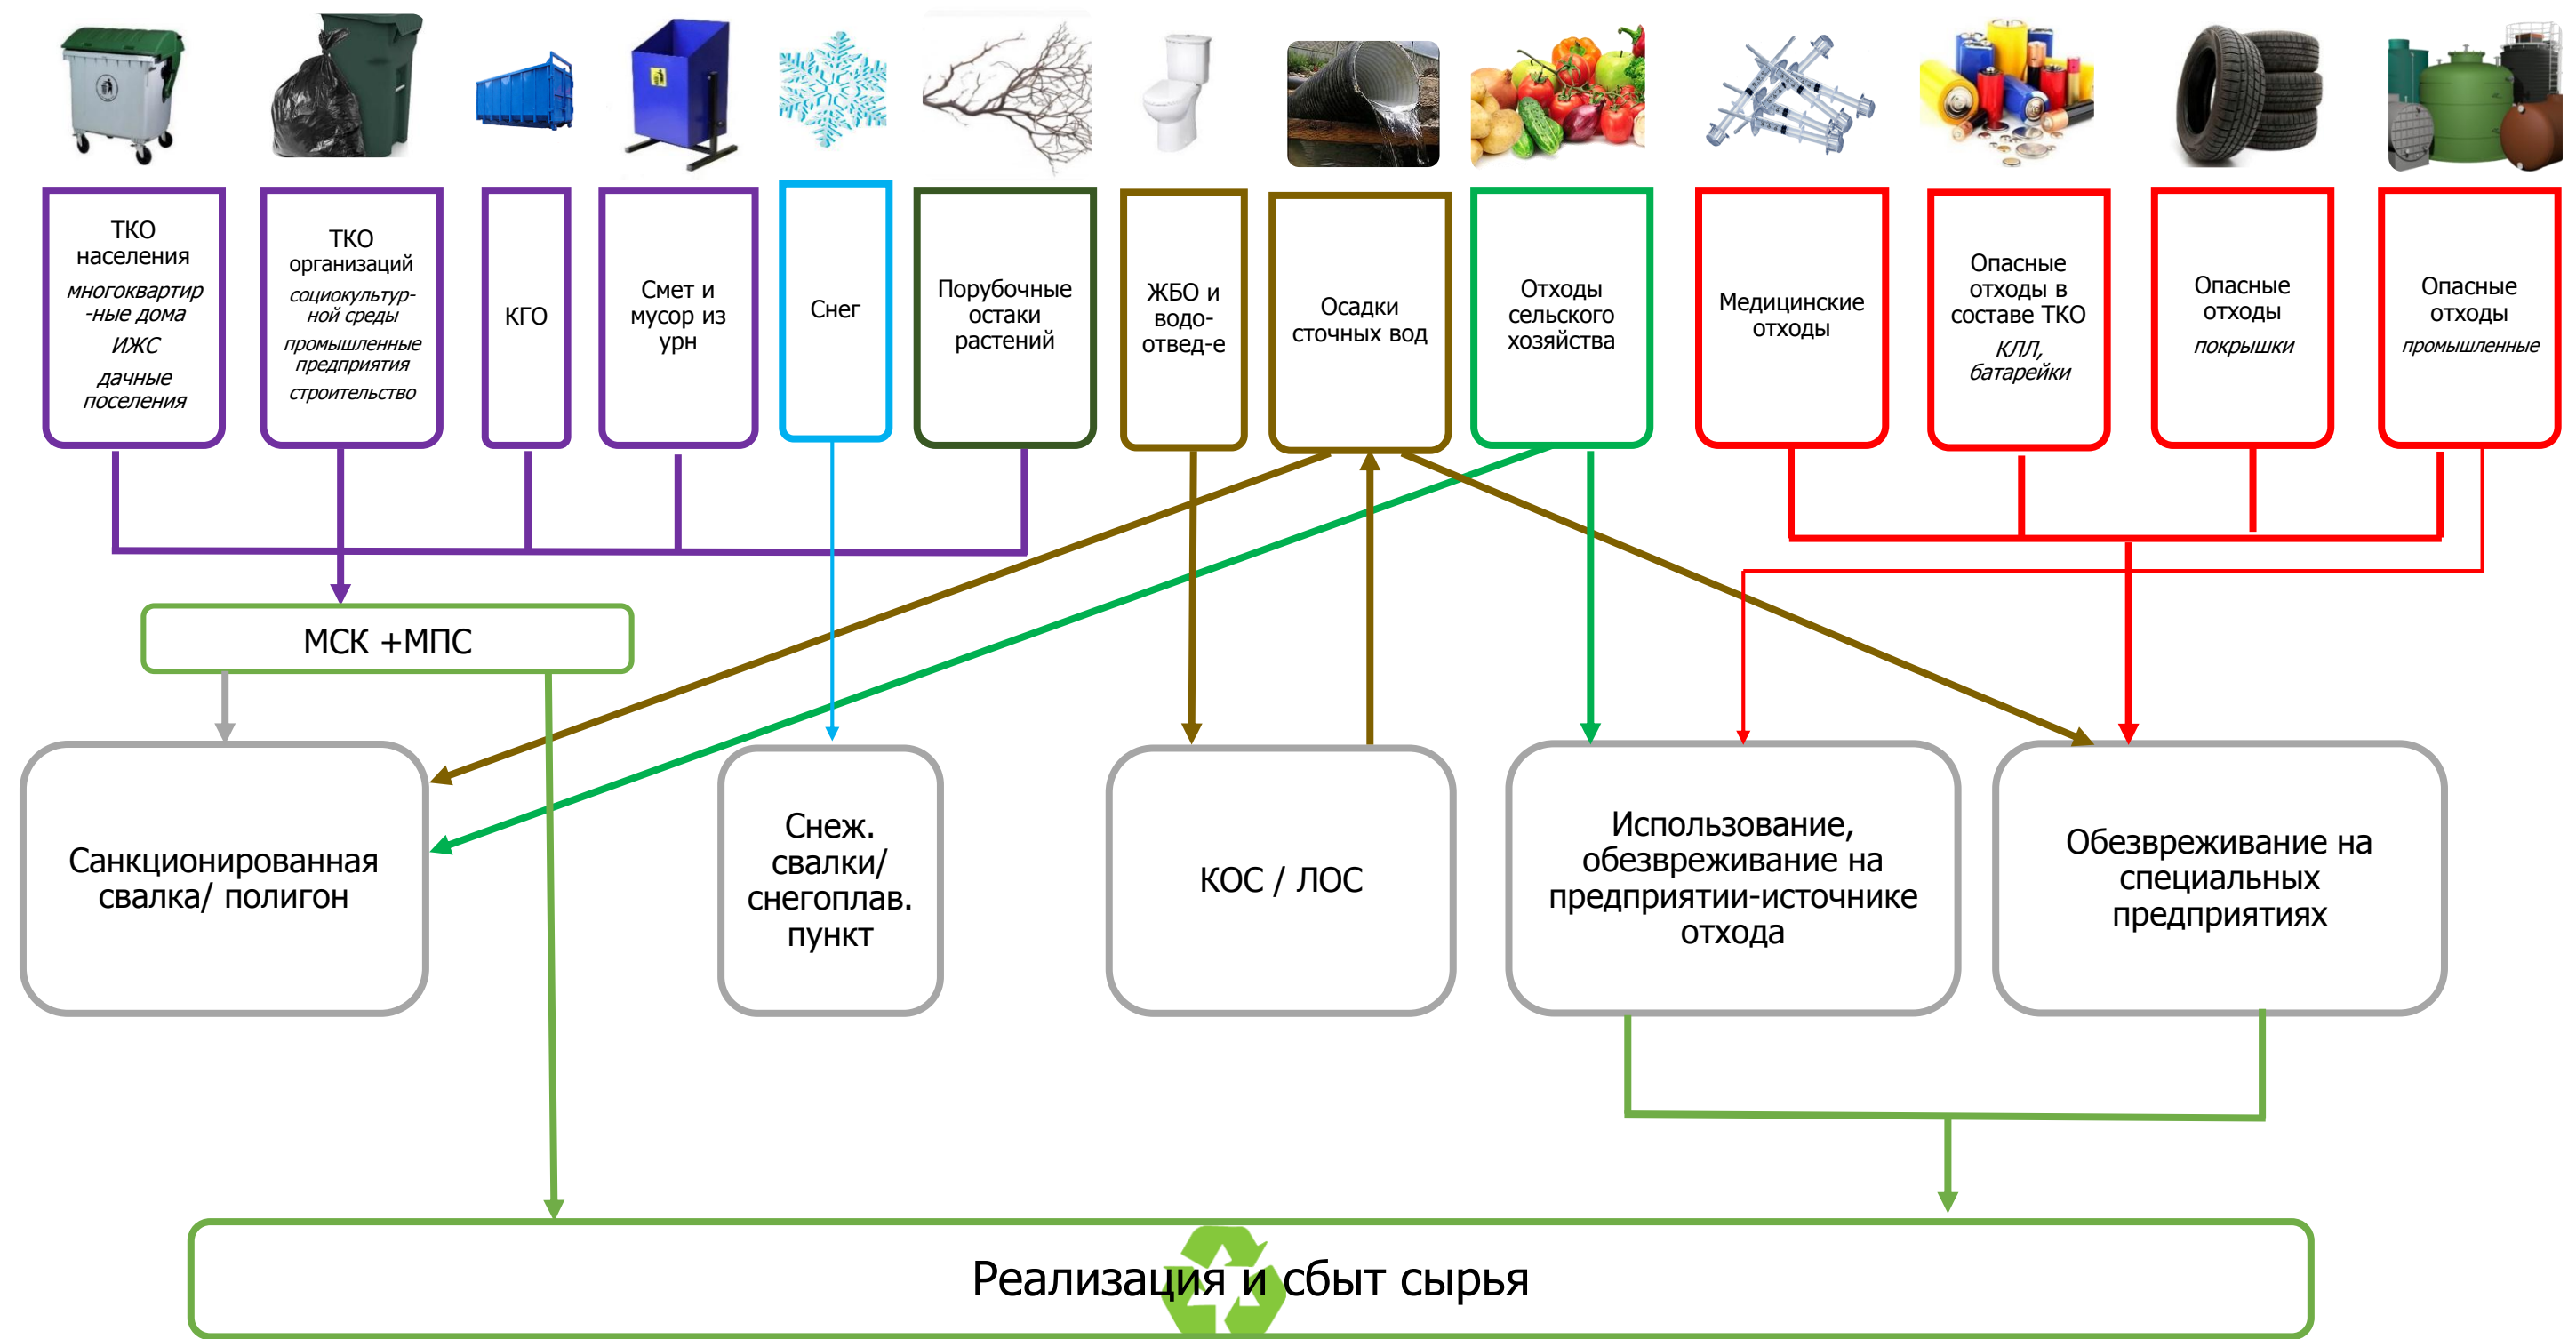 ТКО
населения
многоквартир
-ные дома
ИЖС
дачные
поселения
ТКО
организаций
социокультур-
ной среды
промышленные
предприятия
строительство
КГО
Смет и
мусор из
урн
Снег
Порубочные
остаки
растений
ЖБО и
водо-
отвед-е
Осадки
сточных вод
Отходы
сельского
хозяйства
Медицинские
отходы
Опасные
отходы в
составе ТКО
КЛЛ,
батарейки
Опасные
отходы
покрышки
Опасные
отходы
промышленные
МСК +МПС
Санкционированная
свалка/ полигон
Снеж.
свалки/
снегоплав.
пункт
КОС / ЛОС
Использование,
обезвреживание на
предприятии-источнике
отхода
Обезвреживание на
специальных
предприятиях
Реализация и сбыт сырья